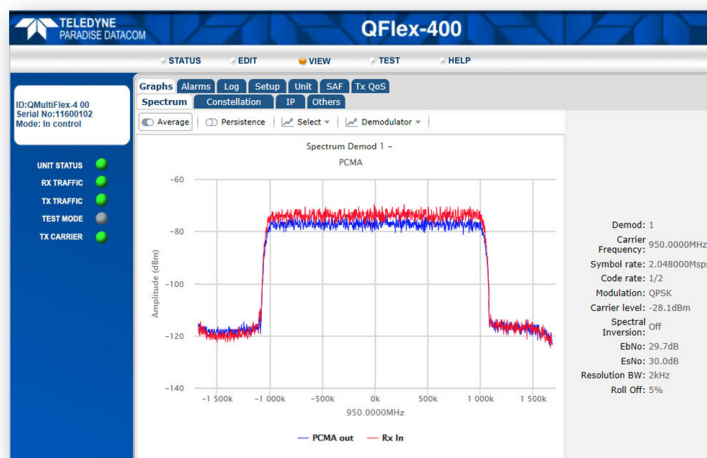 TELEDYNE
PARADISE DATACOM
QFlex-400
STATUS EDIT VIEW TEST HELP
ID:QMultiFlex-4 00
Serial No:11600102
Mode: In control
UNIT STATUS
RX TRAFFIC
TX TRAFFIC
TEST MODE
TX CARRIER
Graphs Alarms Log Setup Unit SAF Tx QoS
Spectrum Constellation IP Others
Average Persistence Select Demodulator
Spectrum Demod 1 -
PCMA
Amplitude (dBm)
-60
-80
-100
-120
-140
-1 500k -1 000k -500k 0k 500k 1 000k 1 500k
950.0000MHz
PCMA out Rx In
Demod: 1
Carrier Frequency: 950.0000MHz
Symbol rate: 2.048000Msps
Code rate: 1/2
Modulation: QPSK
Carrier level: -28.1dBm
Spectral Inversion: Off
EbNo: 29.7dB
EsNo: 30.0dB
Resolution BW: 2kHz
Roll Off: 5%